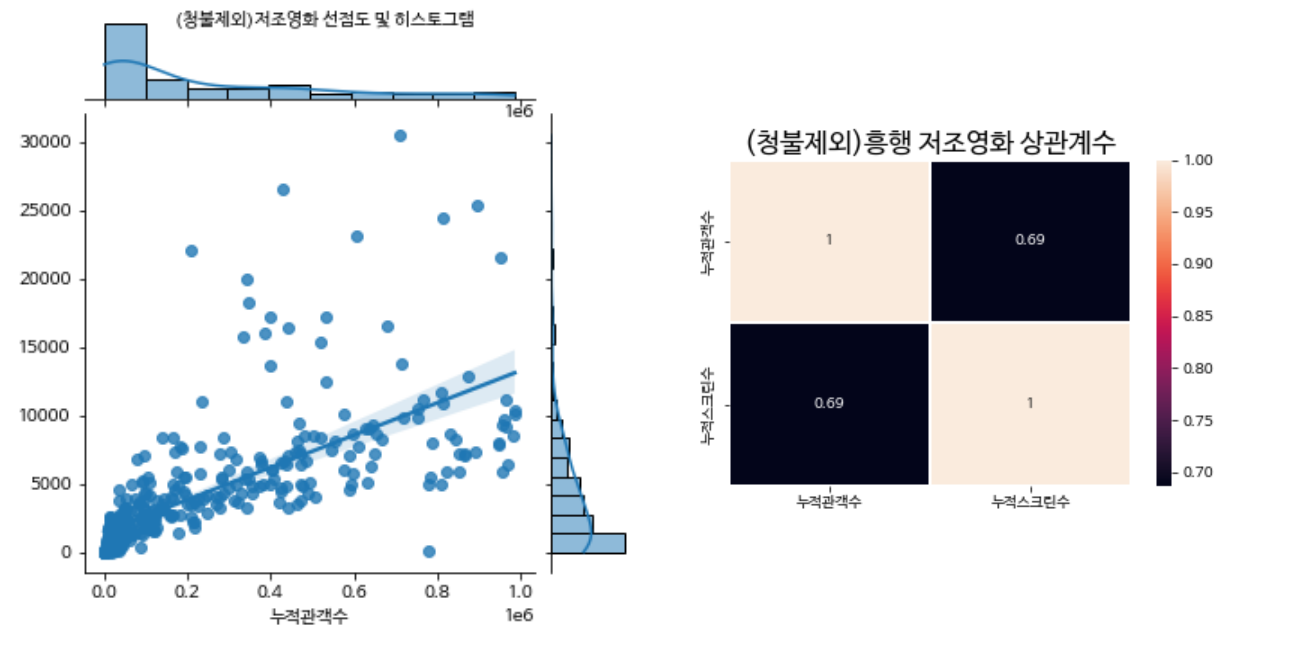 (청불제외)저조영화 선점도 및 히스토그램
1e6
30000
25000
20000
15000
10000
5000
0
0.0 0.2 0.4 0.6 0.8 1.0
누적관객수
1e6
(청불제외)흥행 저조영화 상관계수
누적관객수
누적스크린수
1 0.69
0.69 1
누적관객수 누적스크린수
1.00
0.95
0.90
0.85
0.80
0.75
0.70